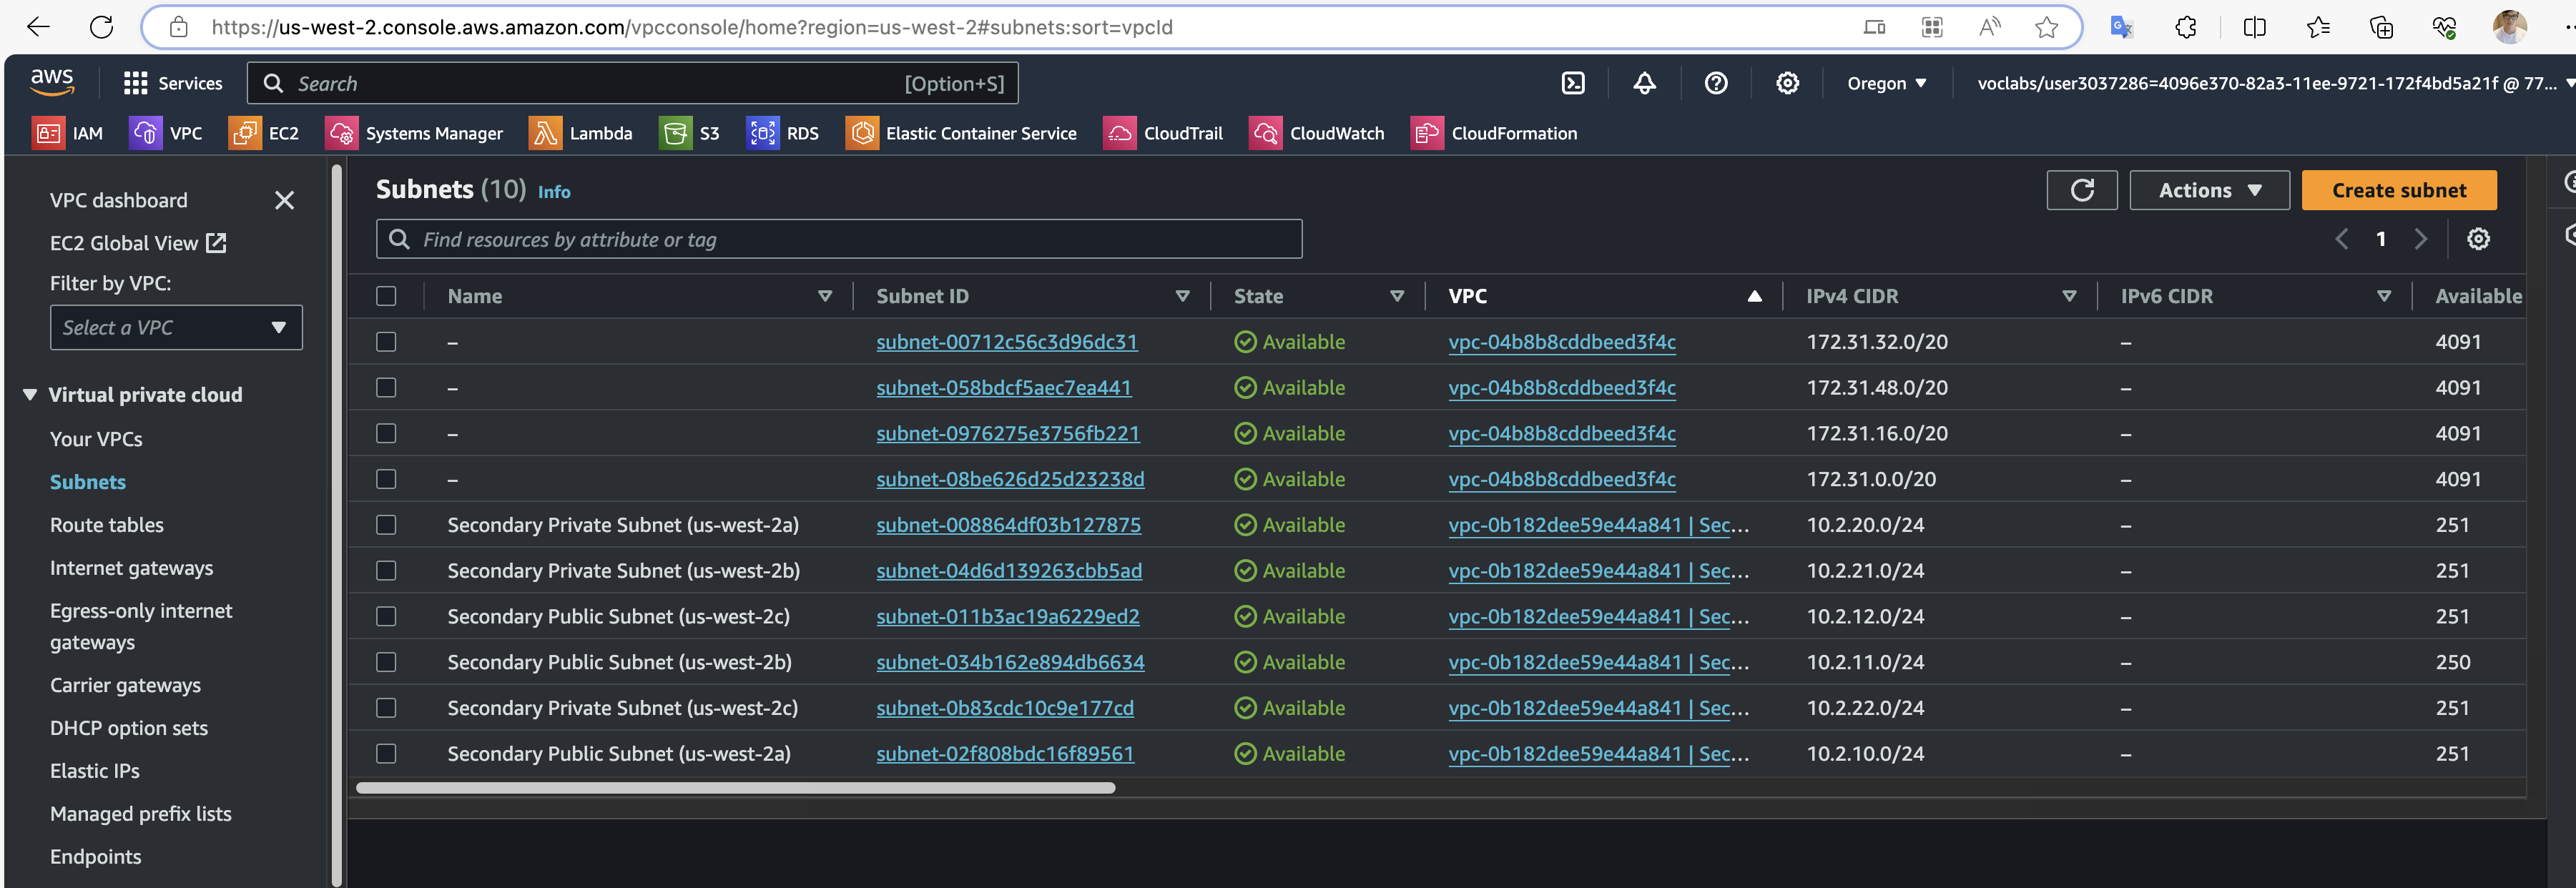 https://us-west-2.console.aws.amazon.com/vpcconsole/home?region=us-west-2#subnets:sort=vpcId
aws Services Search [Option+S] Oregon voclabs/user3037286=4096e370-82a3-11ee-9721-172f4bd5a21f @ 77...
IAM VPC EC2 Systems Manager Lambda S3 RDS Elastic Container Service CloudTrail CloudWatch CloudFormation
VPC dashboard
EC2 Global View
Filter by VPC:
Select a VPC
Virtual private cloud
Your VPCs
Subnets
Route tables
Internet gateways
Egress-only internet
gateways
Carrier gateways
DHCP option sets
Elastic IPs
Managed prefix lists
Endpoints
Subnets (10) Info
Actions Create subnet
Find resources by attribute or tag
1
Name Subnet ID State VPC IPv4 CIDR IPv6 CIDR Available
– subnet-00712c56c3d96dc31 Available vpc-04b8b8cddbeed3f4c 172.31.32.0/20 – 4091
– subnet-058bdcf5aec7ea441 Available vpc-04b8b8cddbeed3f4c 172.31.48.0/20 – 4091
– subnet-0976275e3756fb221 Available vpc-04b8b8cddbeed3f4c 172.31.16.0/20 – 4091
– subnet-08be626d25d23238d Available vpc-04b8b8cddbeed3f4c 172.31.0.0/20 – 4091
Secondary Private Subnet (us-west-2a) subnet-008864df03b127875 Available vpc-0b182dee59e44a841 | Sec... 10.2.20.0/24 – 251
Secondary Private Subnet (us-west-2b) subnet-04d6d139263cbb5ad Available vpc-0b182dee59e44a841 | Sec... 10.2.21.0/24 – 251
Secondary Public Subnet (us-west-2c) subnet-011b3ac19a6229ed2 Available vpc-0b182dee59e44a841 | Sec... 10.2.12.0/24 – 251
Secondary Public Subnet (us-west-2b) subnet-034b162e894db6634 Available vpc-0b182dee59e44a841 | Sec... 10.2.11.0/24 – 250
Secondary Private Subnet (us-west-2c) subnet-0b83cdc10c9e177cd Available vpc-0b182dee59e44a841 | Sec... 10.2.22.0/24 – 251
Secondary Public Subnet (us-west-2a) subnet-02f808bdc16f89561 Available vpc-0b182dee59e44a841 | Sec... 10.2.10.0/24 – 251